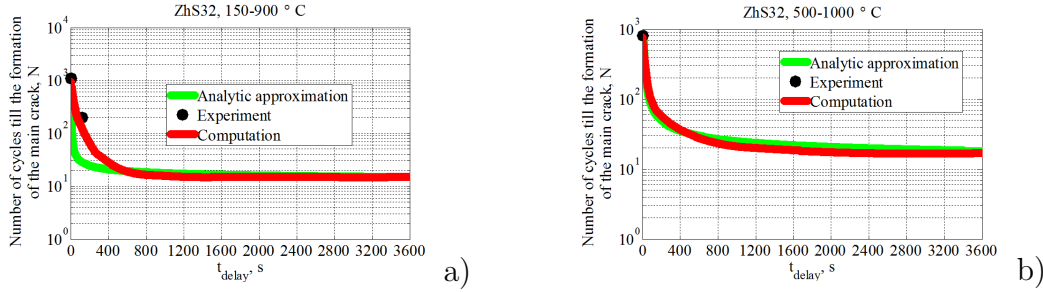 ZhS32, 150-900 ° C
Number of cycles till the formation
of the main crack, N
10^4
10^3
10^2
10^1
10^0
Analytic approximation
Experiment
Computation
0 400 800 1200 1600 2000 2400 2800 3200 3600
t_delay, s
a)
ZhS32, 500-1000 ° C
Number of cycles till the formation
of the main crack, N
10^3
10^2
10^1
10^0
Analytic approximation
Experiment
Computation
0 400 800 1200 1600 2000 2400 2800 3200 3600
t_delay, s
b)